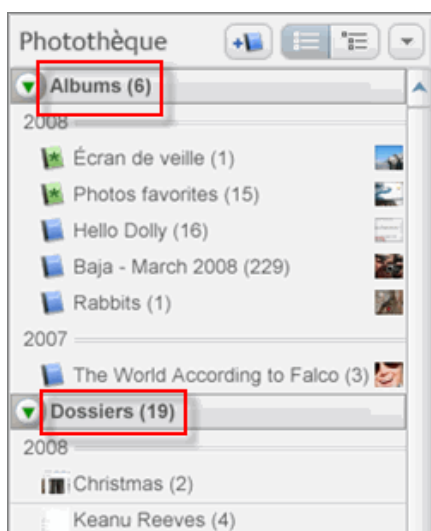 Photothèque
Albums (6)
2008
Écran de veille (1)
Photos favorites (15)
Hello Dolly (16)
Baja - March 2008 (229)
Rabbits (1)
2007
The World According to Falco (3)
Dossiers (19)
2008
Christmas (2)
Keanu Reeves (4)